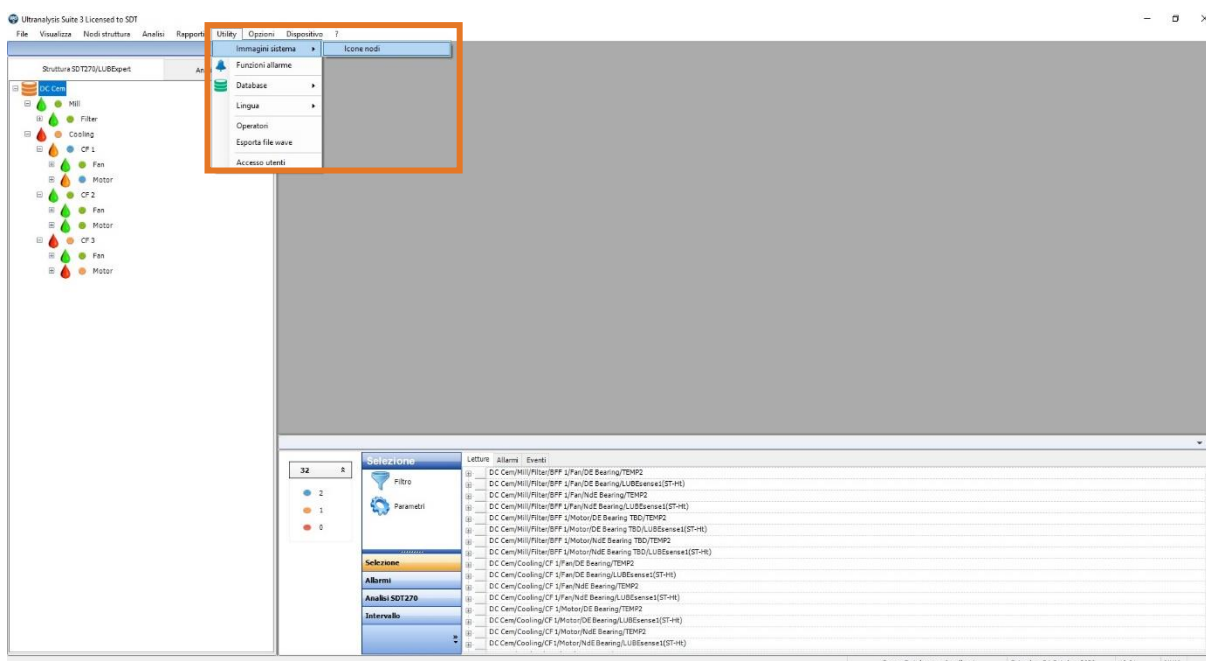 Ultranalysis Suite 3 Licensed to SDT
File Visualizza Nodi struttura Analisi Rapporti Utility Opzioni Dispositivo ?
Immagini sistema
Icone nodi
Funzioni allarme
Database
Lingua
Operatori
Esporta file wave
Accesso utenti
Struttura SDT270/LUBExpert
DC Cem
Mill
Filter
Cooling
CF 1
Fan
Motor
CF 2
Fan
Motor
CF 3
Fan
Motor
32
2
1
0
Selezione
Filtro
Parametri
Selezione
Allarmi
Analisi SDT270
Intervallo
Letture Allarmi Eventi
DC Cem/Mill/Filter/BFF 1/Fan/DE Bearing/TEMP2
DC Cem/Mill/Filter/BFF 1/Fan/DE Bearing/LUBEsense1(ST-Ht)
DC Cem/Mill/Filter/BFF 1/Fan/NdE Bearing/TEMP2
DC Cem/Mill/Filter/BFF 1/Fan/NdE Bearing/LUBEsense1(ST-Ht)
DC Cem/Mill/Filter/BFF 1/Motor/DE Bearing TBD/TEMP2
DC Cem/Mill/Filter/BFF 1/Motor/DE Bearing TBD/LUBEsense1(ST-Ht)
DC Cem/Mill/Filter/BFF 1/Motor/NdE Bearing TBD/TEMP2
DC Cem/Mill/Filter/BFF 1/Motor/NdE Bearing TBD/LUBEsense1(ST-Ht)
DC Cem/Cooling/CF 1/Fan/DE Bearing/TEMP2
DC Cem/Cooling/CF 1/Fan/DE Bearing/LUBEsense1(ST-Ht)
DC Cem/Cooling/CF 1/Fan/NdE Bearing/TEMP2
DC Cem/Cooling/CF 1/Fan/NdE Bearing/LUBEsense1(ST-Ht)
DC Cem/Cooling/CF 1/Motor/DE Bearing/TEMP2
DC Cem/Cooling/CF 1/Motor/DE Bearing/LUBEsense1(ST-Ht)
DC Cem/Cooling/CF 1/Motor/NdE Bearing/TEMP2
DC Cem/Cooling/CF 1/Motor/NdE Bearing/LUBEsense1(ST-Ht)